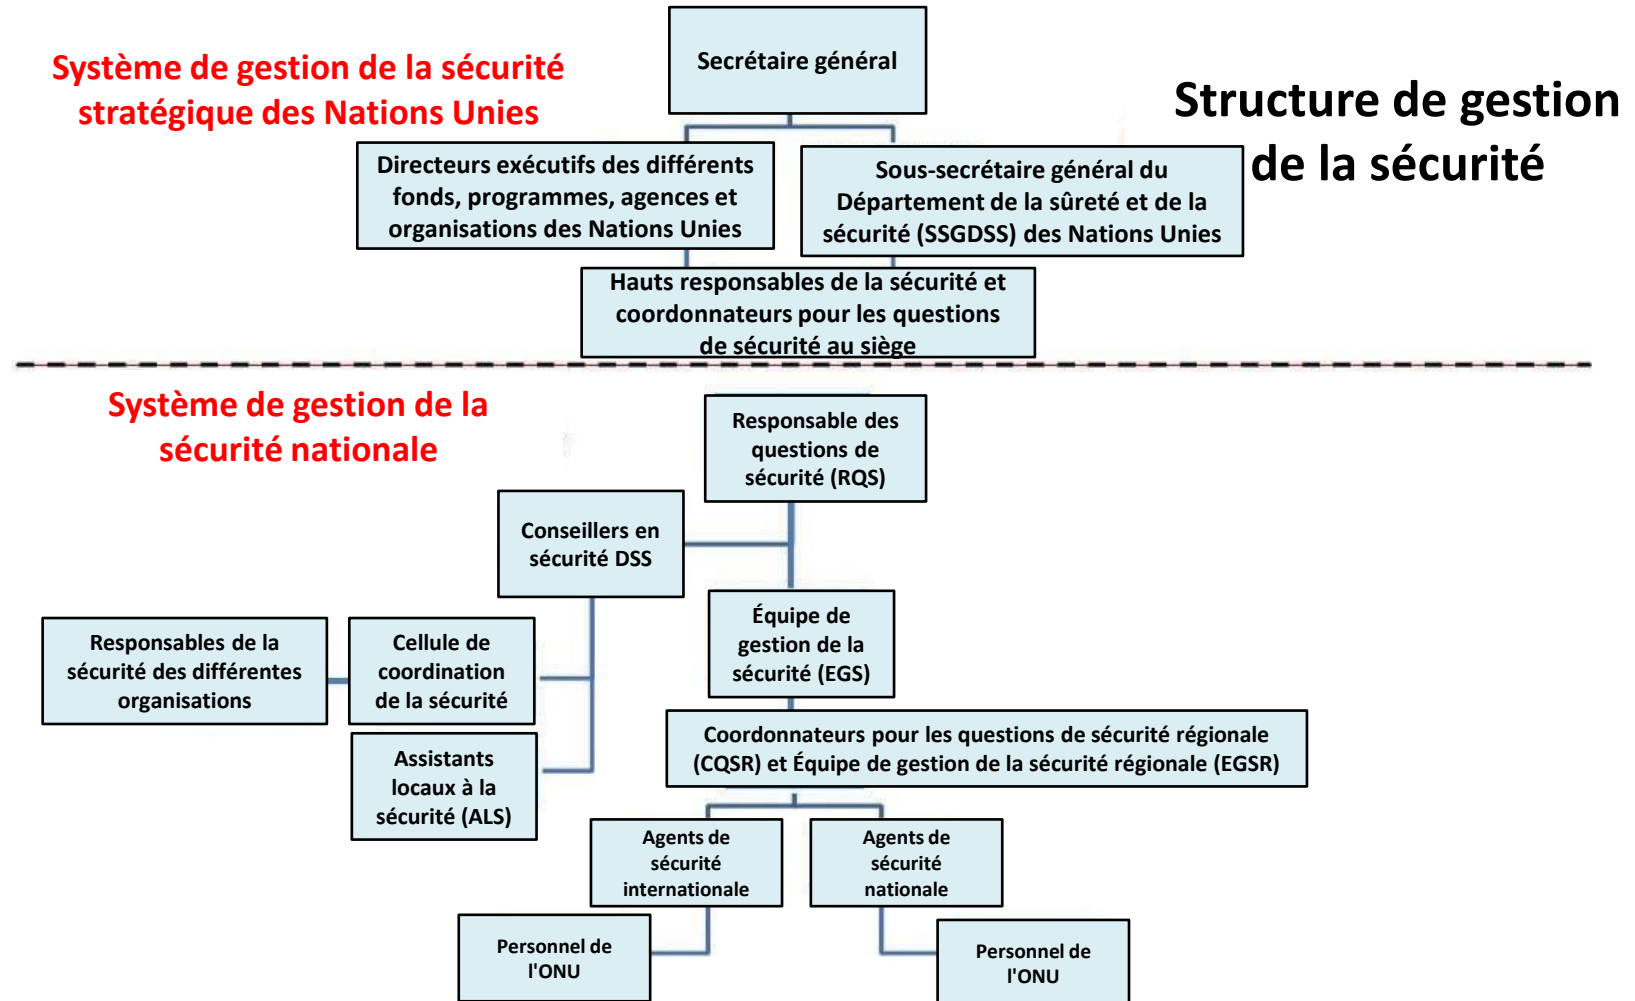 Système de gestion de la sécurité
stratégique des Nations Unies
Structure de gestion
de la sécurité
Secrétaire général
Directeurs exécutifs des différents
fonds, programmes, agences et
organisations des Nations Unies
Sous-secrétaire général du
Département de la sûreté et de la
sécurité (SSGDSS) des Nations Unies
Hauts responsables de la sécurité et
coordonnateurs pour les questions
de sécurité au siège
Système de gestion de la
sécurité nationale
Responsable des
questions de
sécurité (RQS)
Conseillers en
sécurité DSS
Équipe de
gestion de la
sécurité (EGS)
Responsables de la
sécurité des différentes
organisations
Cellule de
coordination
de la sécurité
Assistants
locaux à la
sécurité (ALS)
Coordonnateurs pour les questions de sécurité régionale
(CQSR) et Équipe de gestion de la sécurité régionale (EGSR)
Agents de
sécurité
internationale
Agents de
sécurité
nationale
Personnel de
l'ONU
Personnel de
l'ONU